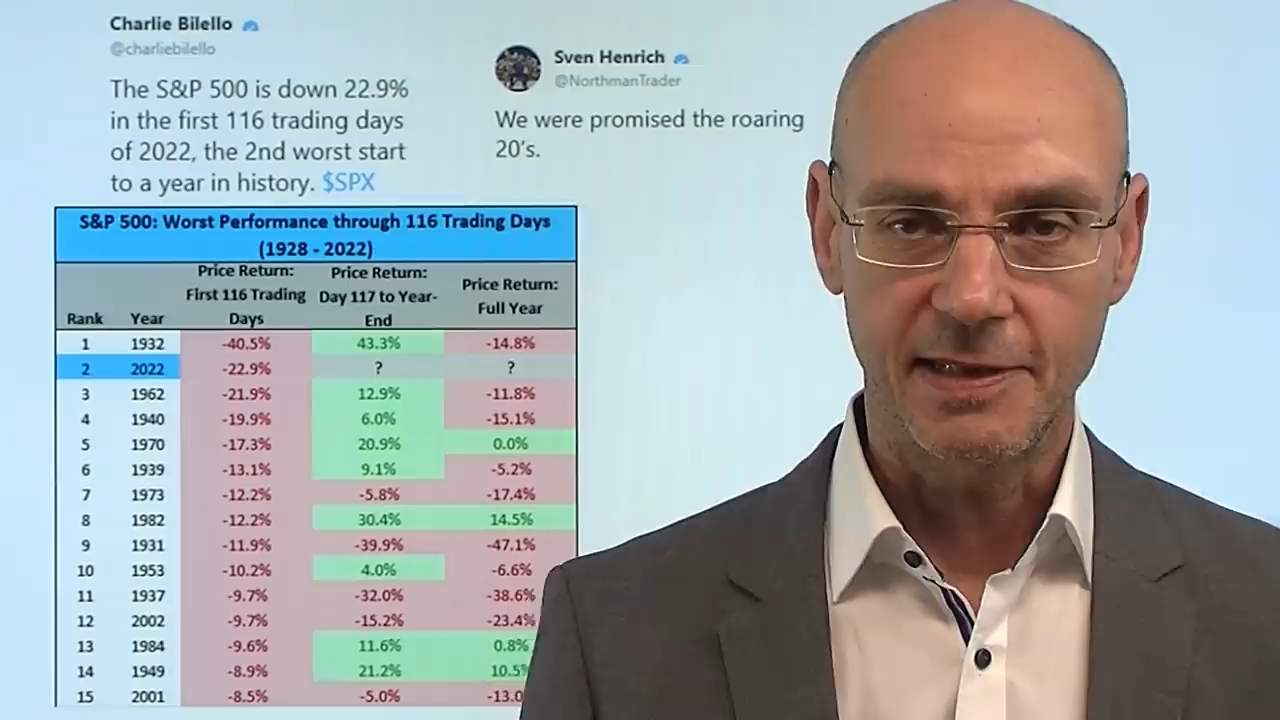 Charlie Bilello
@charliebilello
The S&P 500 is down 22.9%
in the first 116 trading days
of 2022, the 2nd worst start
to a year in history. $SPX
Sven Henrich
@NorthmanTrader
We were promised the roaring
20's.
S&P 500: Worst Performance through 116 Trading Days
(1928 - 2022)
Rank Year Price Return: First 116 Trading Days Price Return: Day 117 to Year-End Price Return: Full Year
1 1932 -40.5% 43.3% -14.8%
2 2022 -22.9% ? ?
3 1962 -21.9% 12.9% -11.8%
4 1940 -19.9% 6.0% -15.1%
5 1970 -17.3% 20.9% 0.0%
6 1939 -13.1% 9.1% -5.2%
7 1973 -12.2% -5.8% -17.4%
8 1982 -12.2% 30.4% 14.5%
9 1931 -11.9% -39.9% -47.1%
10 1953 -10.2% 4.0% -6.6%
11 1937 -9.7% -32.0% -38.6%
12 2002 -9.7% -15.2% -23.4%
13 1984 -9.6% 11.6% 0.8%
14 1949 -8.9% 21.2% 10.5%
15 2001 -8.5% -5.0% -13.0